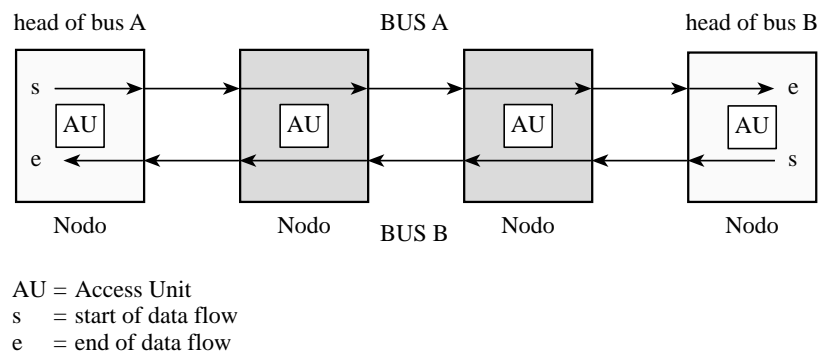 head of bus A BUS A head of bus B
s e
AU AU AU AU
e s
Nodo Nodo Nodo Nodo
BUS B
AU = Access Unit
s = start of data flow
e = end of data flow